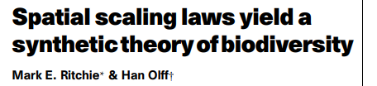 Spatial scaling laws yield a
synthetic theory of biodiversity
Mark E. Ritchie* & Han Olff†